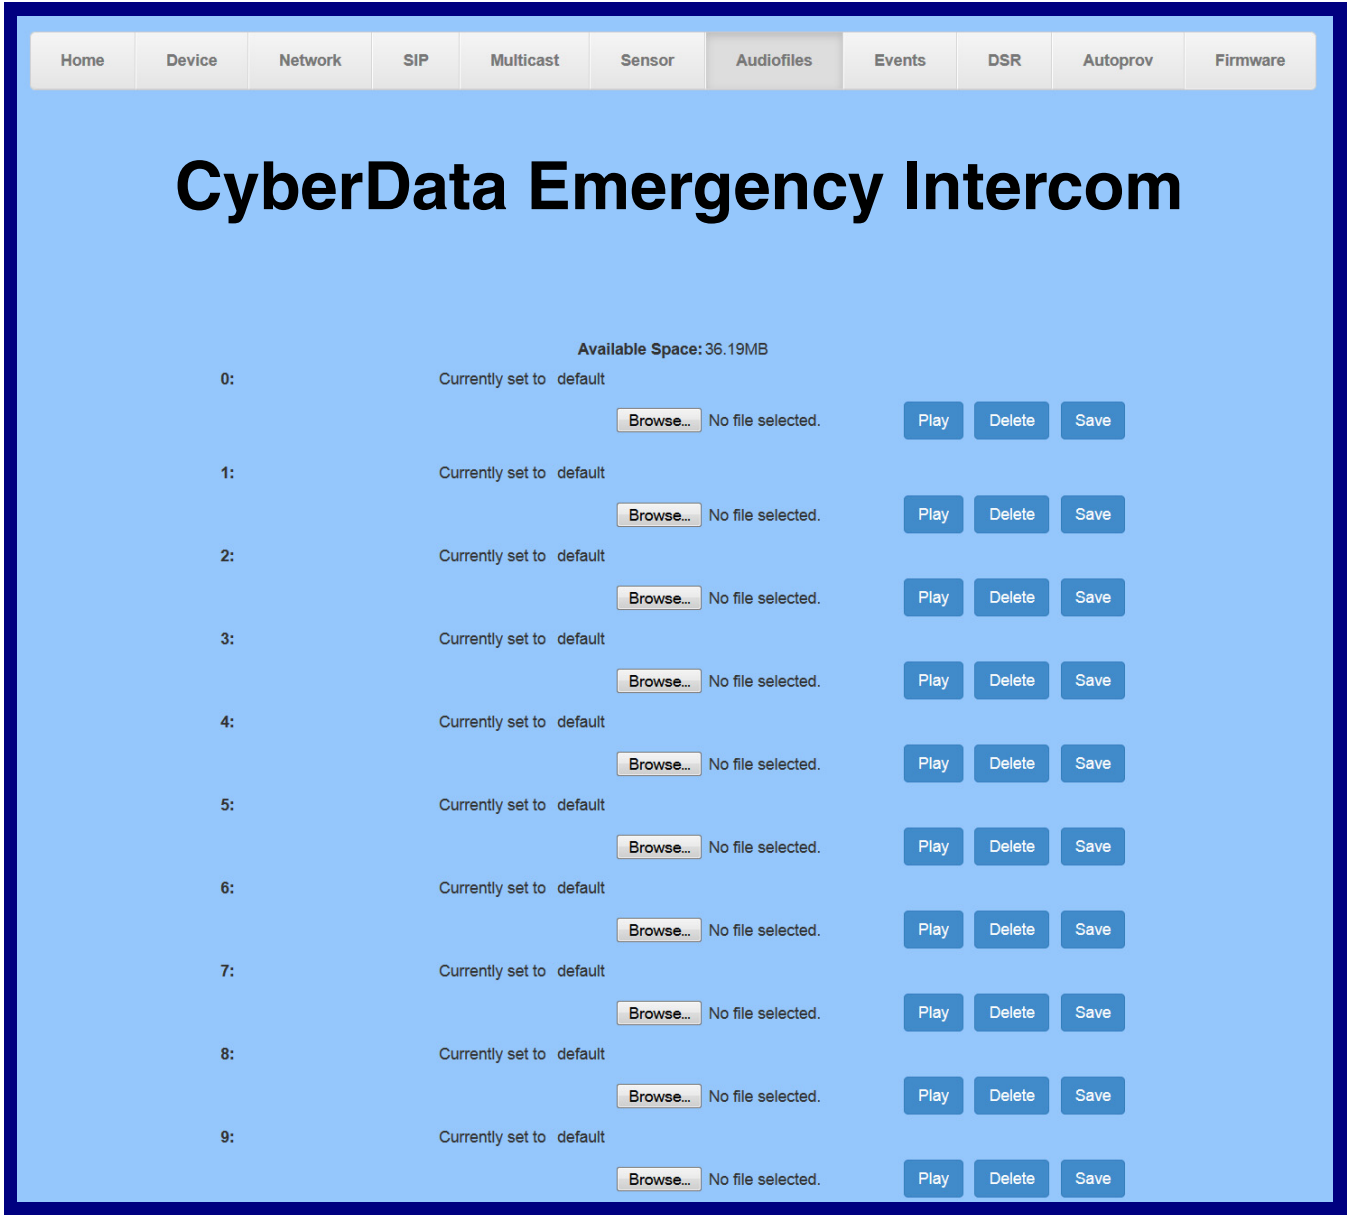 Home Device Network SIP Multicast Sensor Audiofiles Events DSR Autoprov Firmware
CyberData Emergency Intercom
Available Space: 36.19MB
0: Currently set to default
Browse... No file selected. Play Delete Save
1: Currently set to default
Browse... No file selected. Play Delete Save
2: Currently set to default
Browse... No file selected. Play Delete Save
3: Currently set to default
Browse... No file selected. Play Delete Save
4: Currently set to default
Browse... No file selected. Play Delete Save
5: Currently set to default
Browse... No file selected. Play Delete Save
6: Currently set to default
Browse... No file selected. Play Delete Save
7: Currently set to default
Browse... No file selected. Play Delete Save
8: Currently set to default
Browse... No file selected. Play Delete Save
9: Currently set to default
Browse... No file selected. Play Delete Save